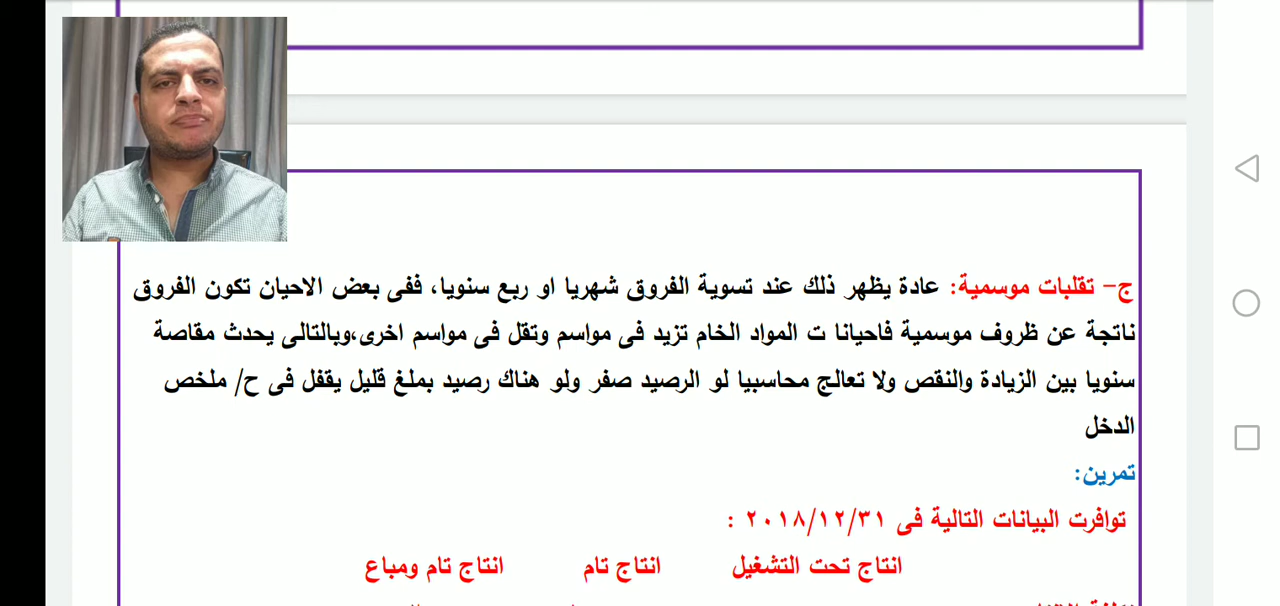 ج- تقلبات موسمية: عادة يظهر ذلك عند تسوية الفروق شهريا او ربع سنويا، ففى بعض الاحيان تكون الفروق
ناتجة عن ظروف موسمية فاحيانا ت المواد الخام تزيد فى مواسم وتقل فى مواسم اخرى،وبالتالى يحدث مقاصة
سنويا بين الزيادة والنقص ولا تعالج محاسبيا لو الرصيد صفر ولو هناك رصيد بملغ قليل يقفل فى ح/ ملخص
الدخل
تمرين:
توافرت البيانات التالية فى ٢٠١٨/١٢/٣١ :
انتاج تحت التشغيل انتاج تام انتاج تام ومباع